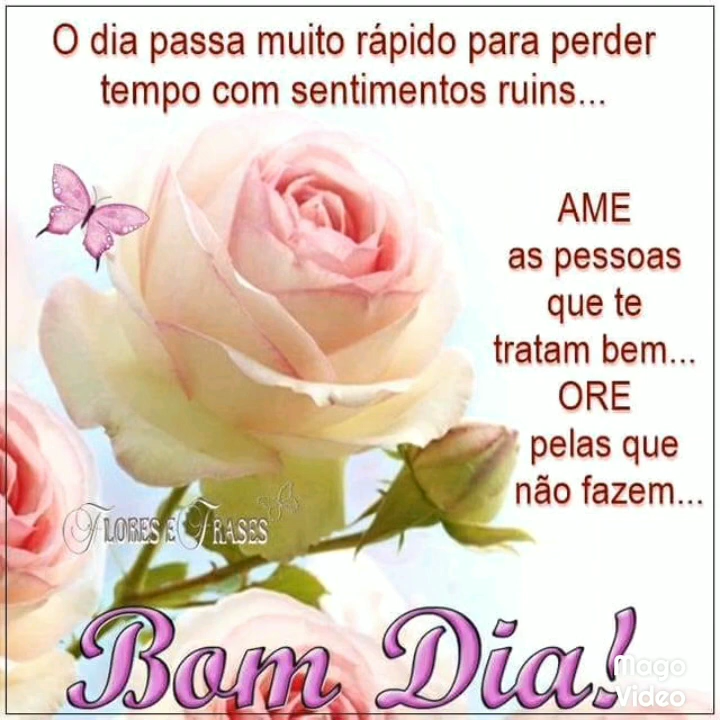 O dia passa muito rápido para perder
tempo com sentimentos ruins...
AME
as pessoas
que te
tratam bem...
ORE
pelas que
não fazem...
FLORES E FRASES
Bom Dia!
Mago
Video